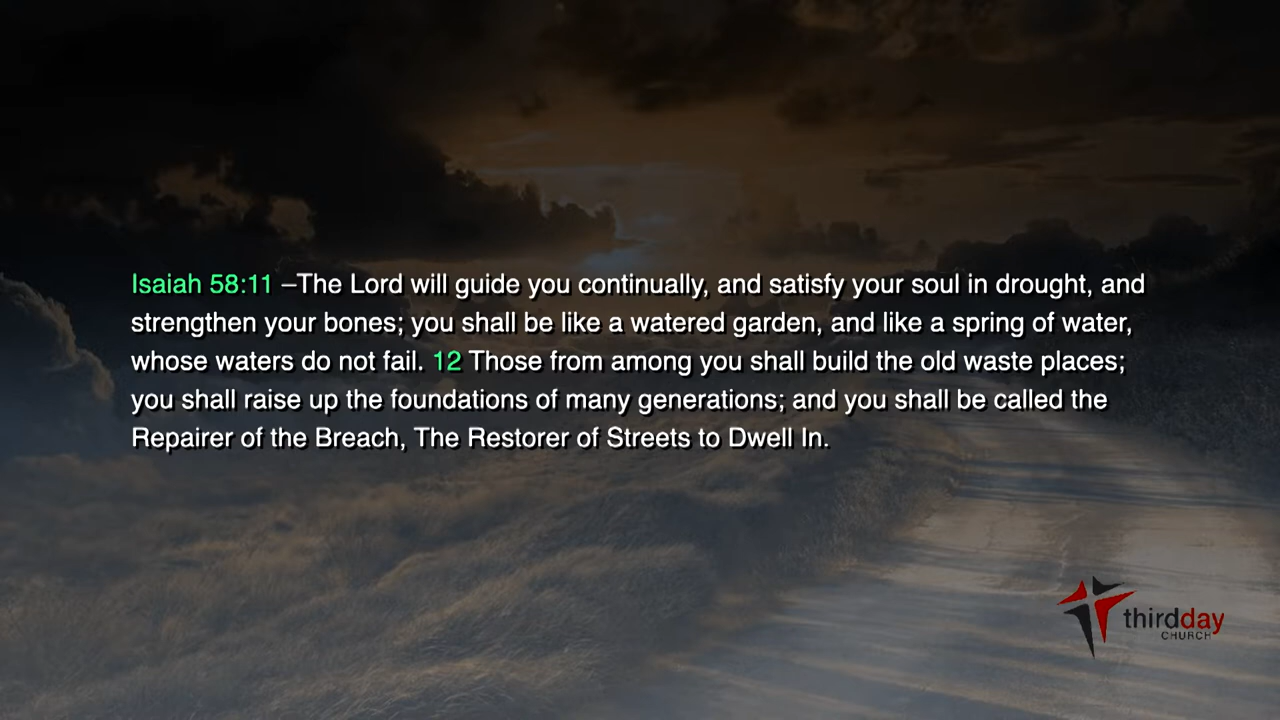 Isaiah 58:11 –The Lord will guide you continually, and satisfy your soul in drought, and
strengthen your bones; you shall be like a watered garden, and like a spring of water,
whose waters do not fail. 12 Those from among you shall build the old waste places;
you shall raise up the foundations of many generations; and you shall be called the
Repairer of the Breach, The Restorer of Streets to Dwell In.
thirdday
CHURCH